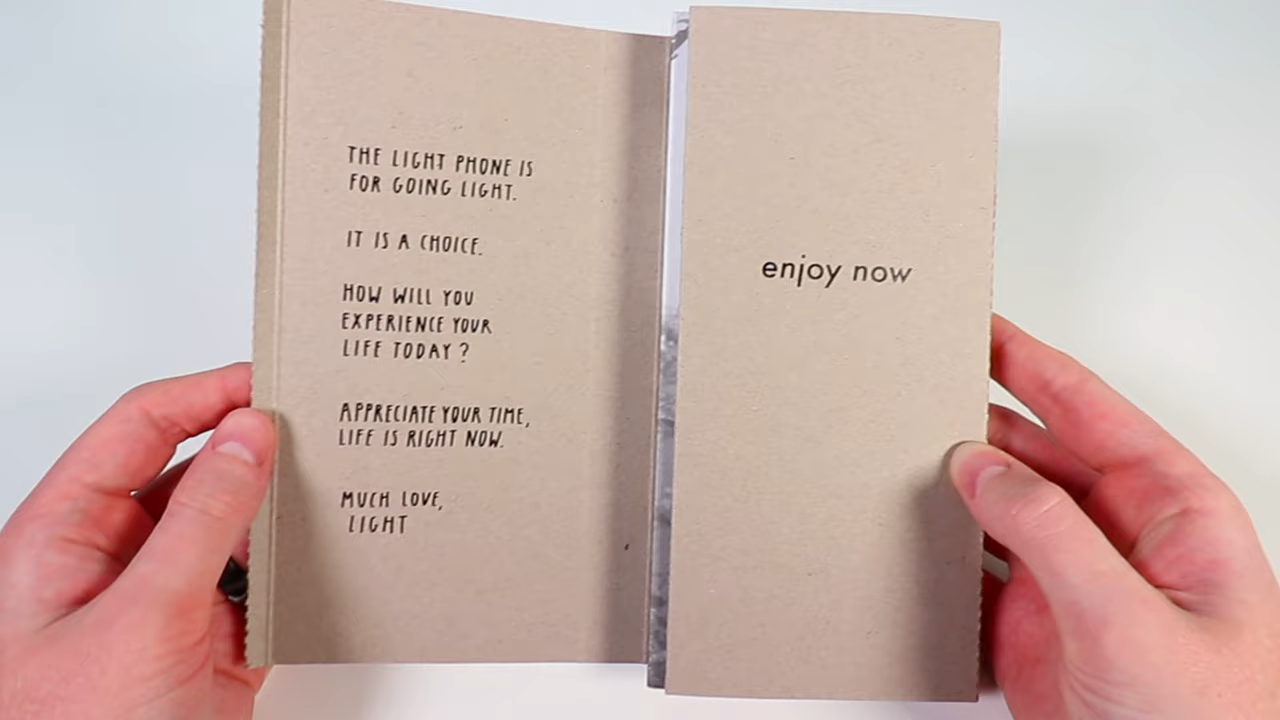 THE LIGHT PHONE IS
FOR GOING LIGHT.
IT IS A CHOICE.
HOW WILL YOU
EXPERIENCE YOUR
LIFE TODAY?
APPRECIATE YOUR TIME,
LIFE IS RIGHT NOW.
MUCH LOVE,
LIGHT
enjoy now